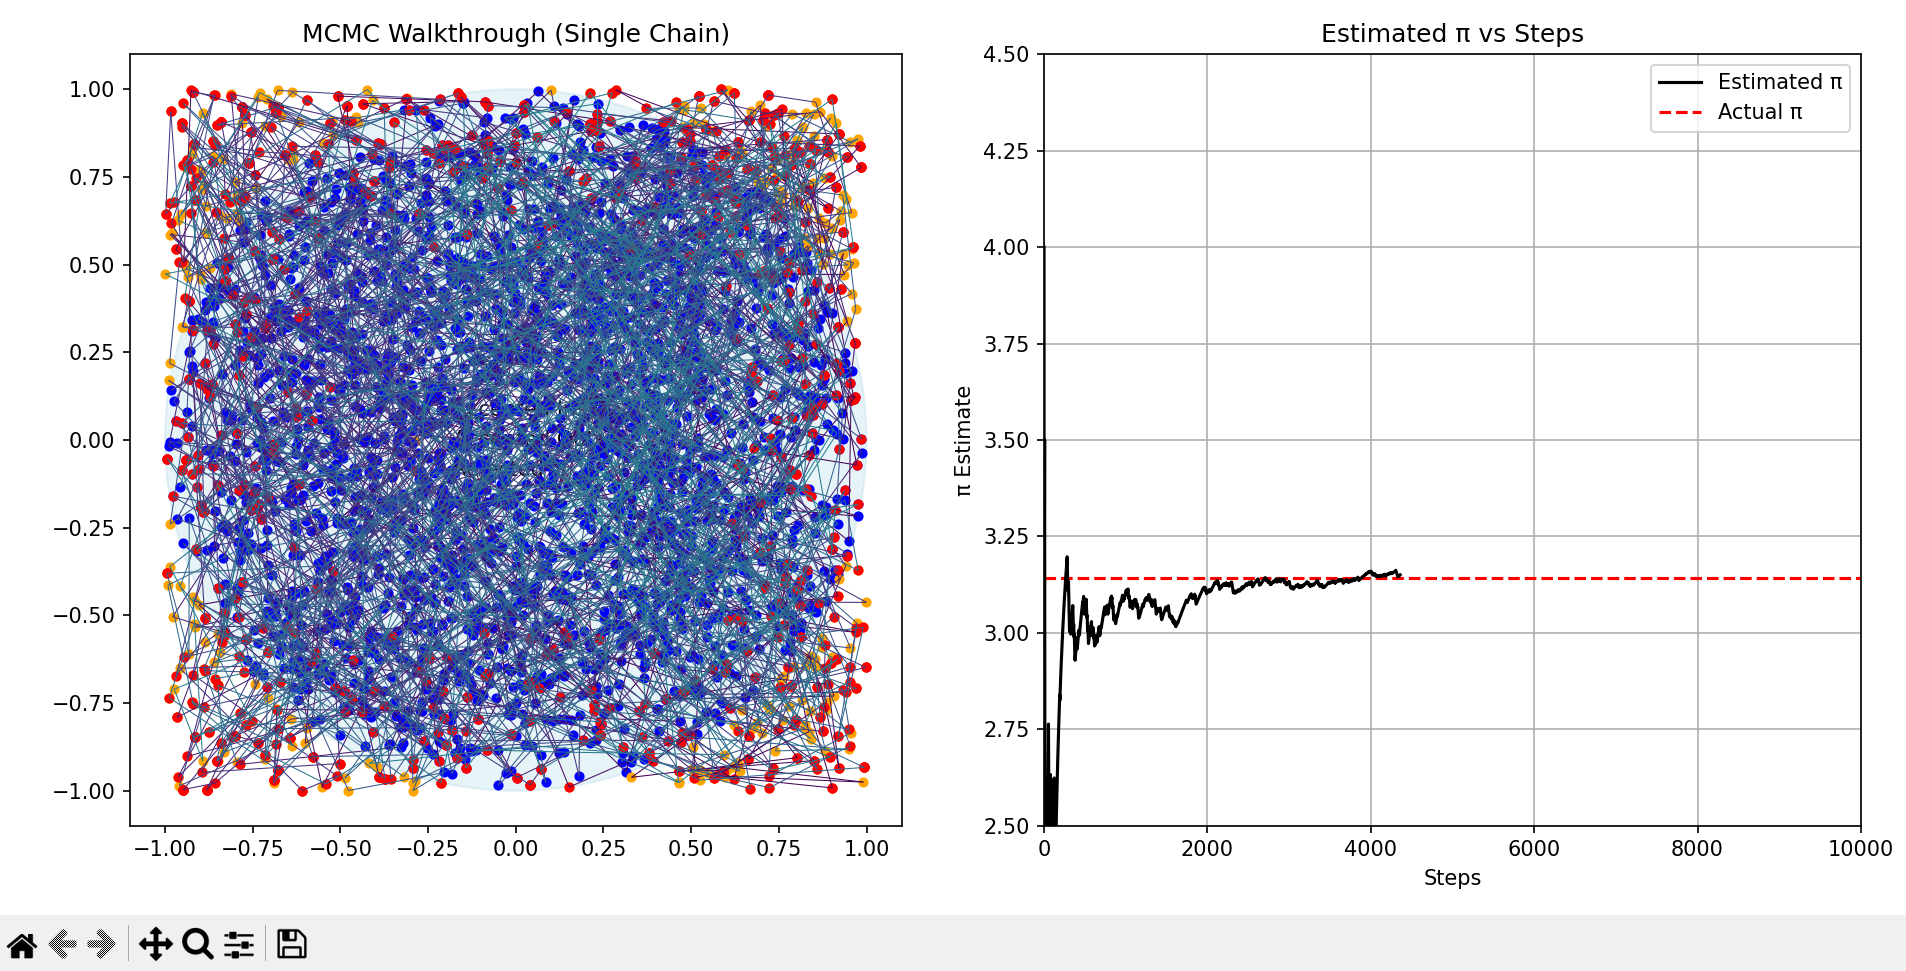 MCMC Walkthrough (Single Chain)
1.00
0.75
0.50
0.25
0.00
−0.25
−0.50
−0.75
−1.00
−1.00 −0.75 −0.50 −0.25 0.00 0.25 0.50 0.75 1.00
Estimated π vs Steps
Estimated π
Actual π
π Estimate
4.50
4.25
4.00
3.75
3.50
3.25
3.00
2.75
2.50
0 2000 4000 6000 8000 10000
Steps